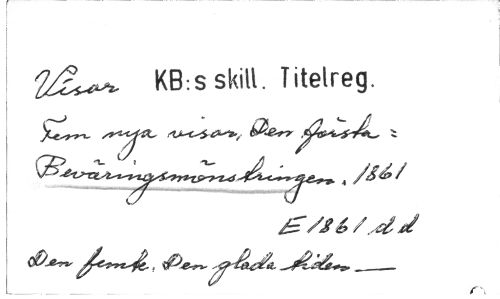 Visor KB:s skill. Titelreg.
Fem nya visor, Den första =
Beväringsmönstringen. 1861
E 1861 d d
Den femte. Den glada tiden —